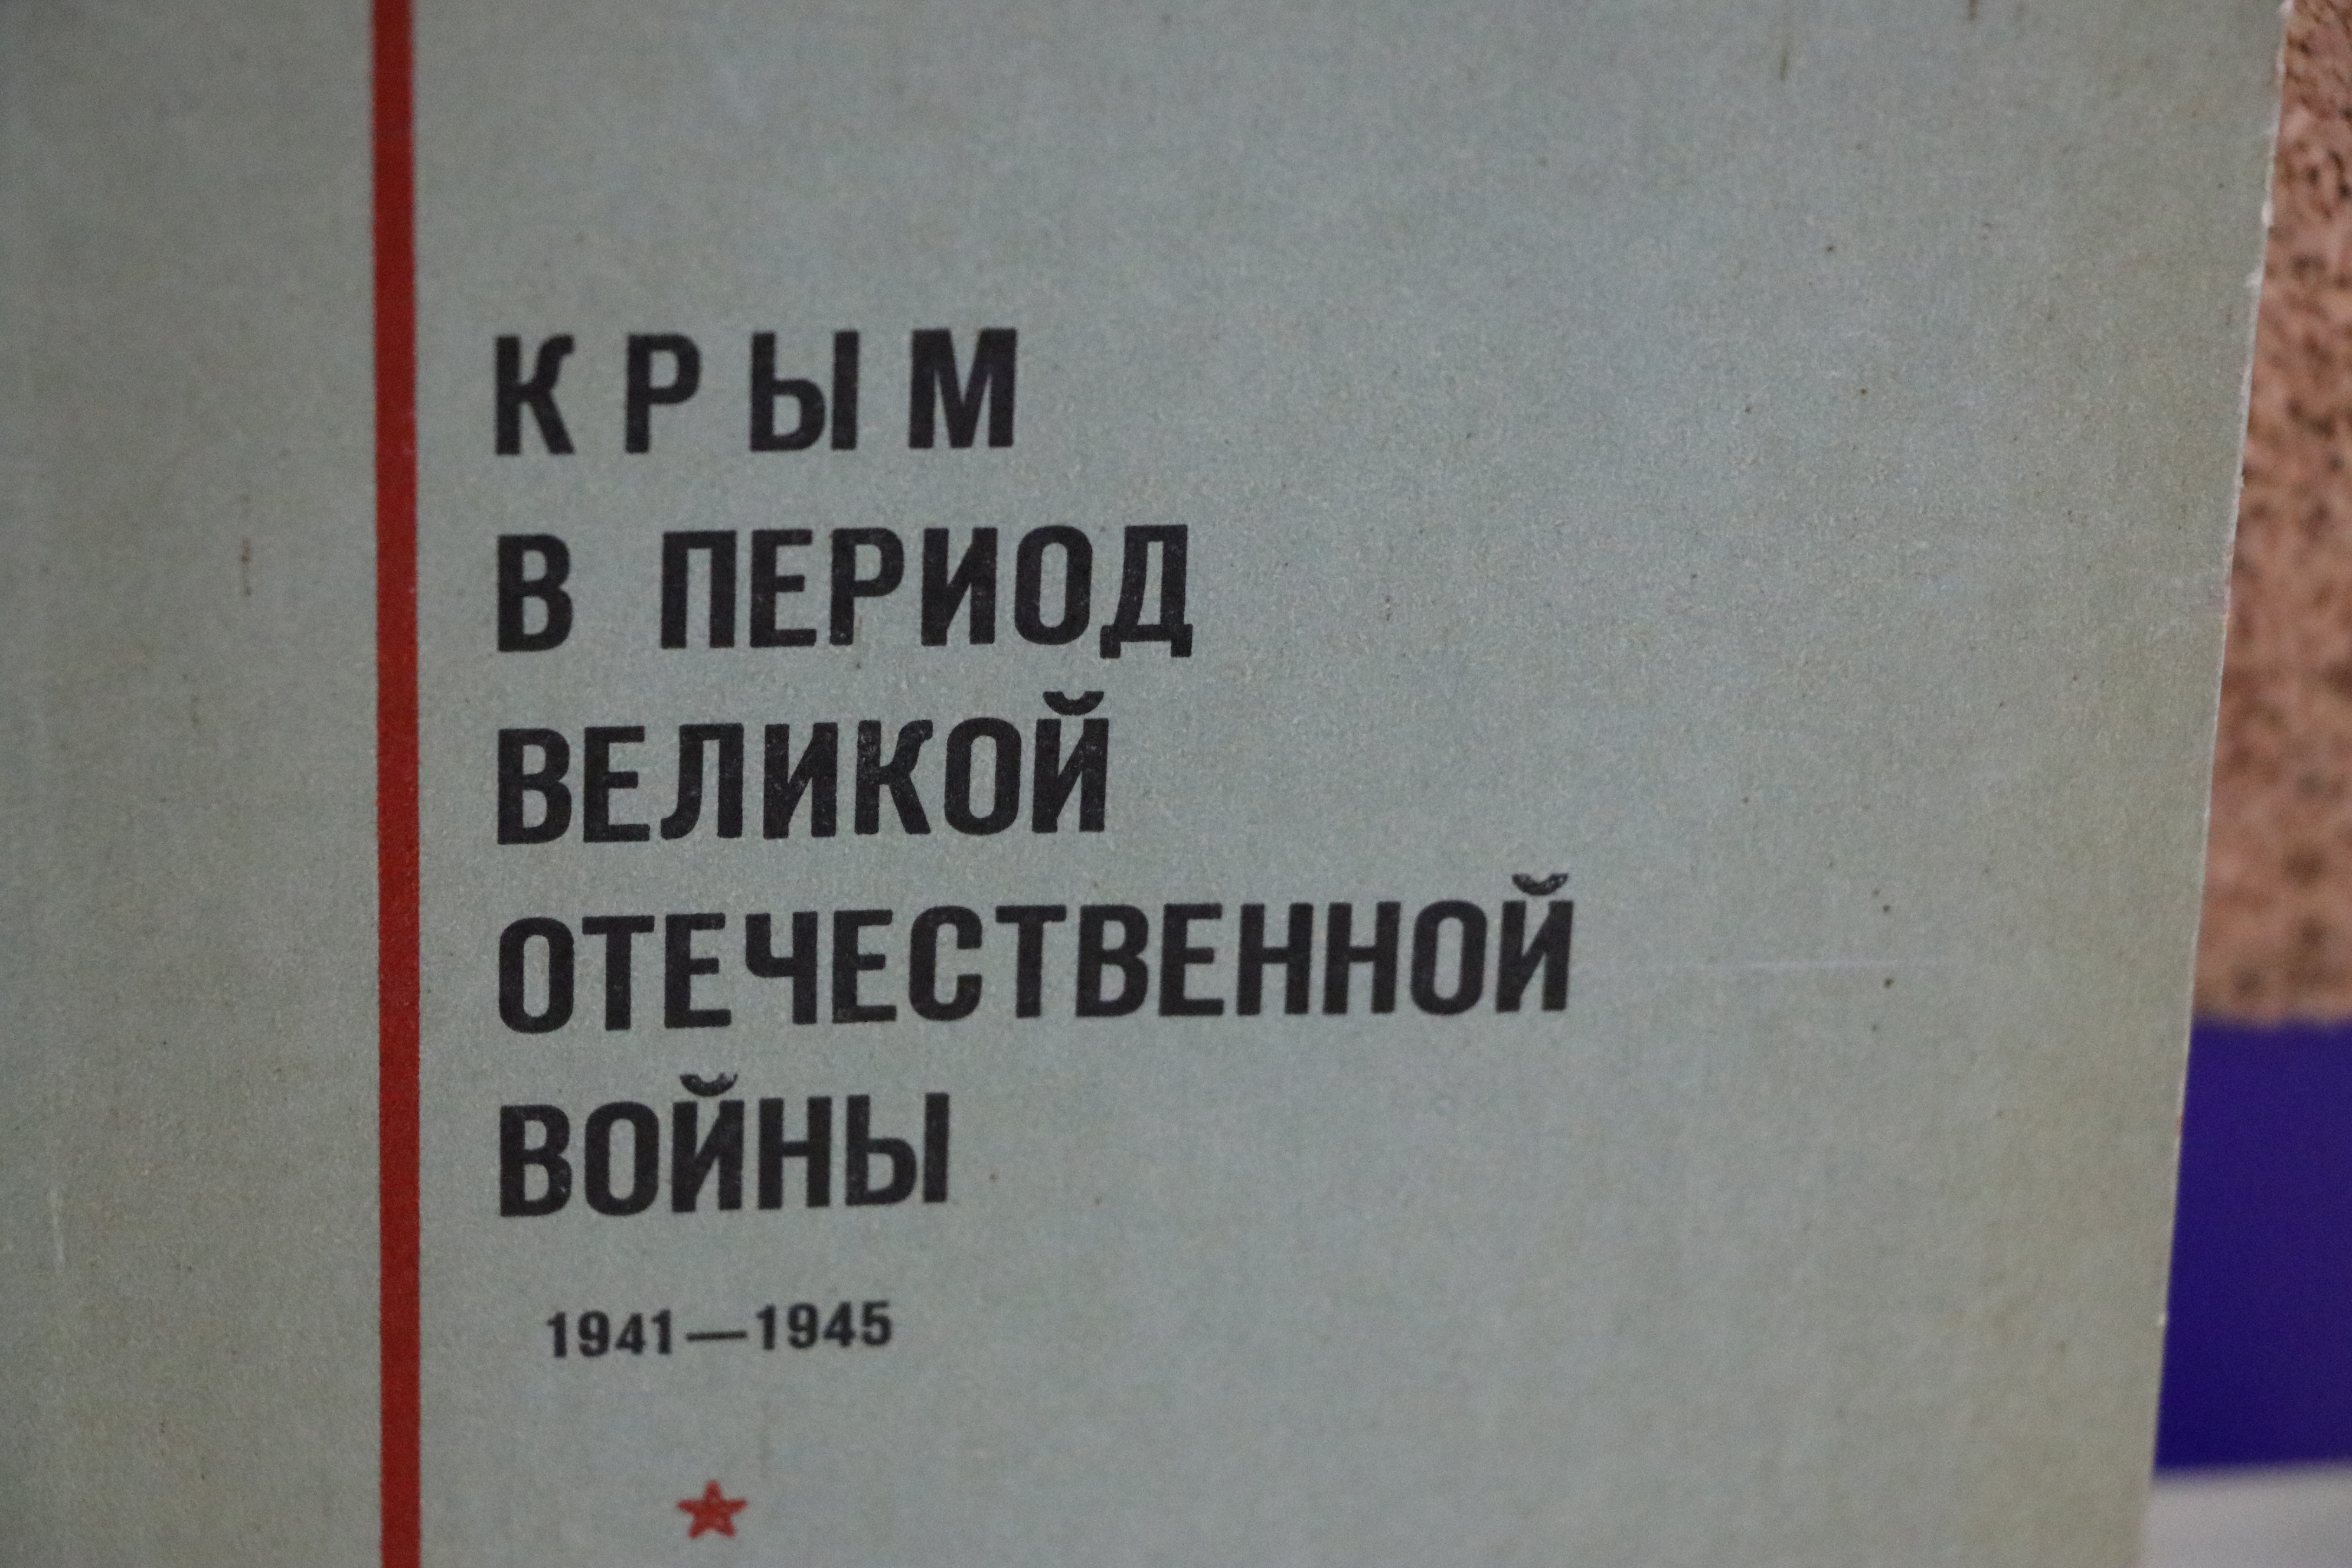 КРЫМ
В ПЕРИОД
ВЕЛИКОЙ
ОТЕЧЕСТВЕННОЙ
ВОЙНЫ
1941—1945